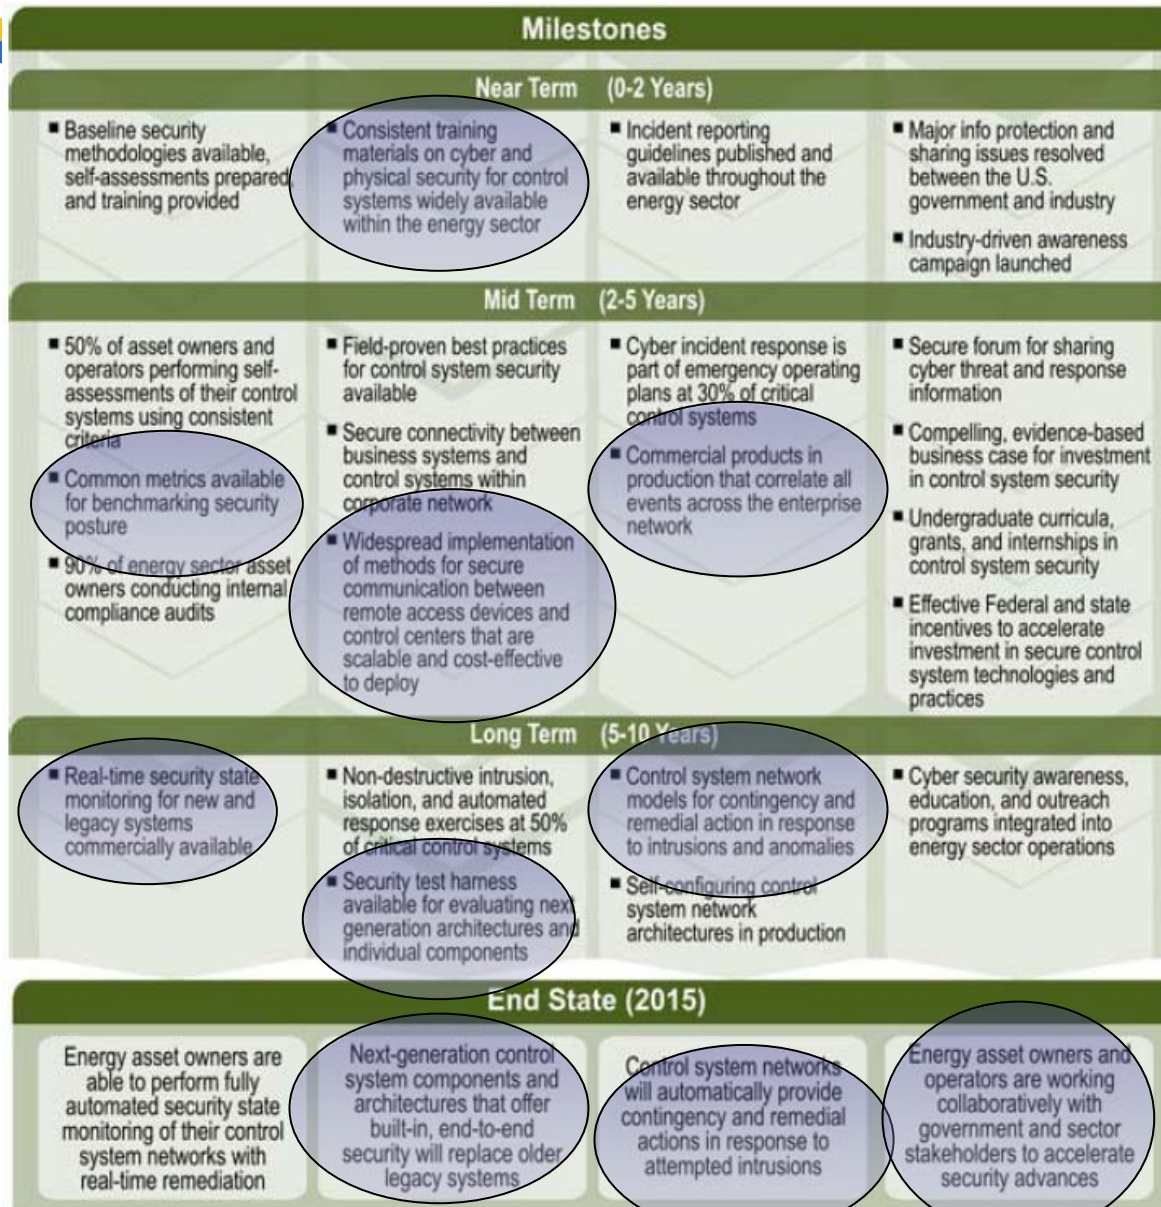 Milestones
Near Term (0-2 Years)
■ Baseline security
methodologies available,
self-assessments prepared,
and training provided
■ Consistent training
materials on cyber and
physical security for control
systems widely available
within the energy sector
■ Incident reporting
guidelines published and
available throughout the
energy sector
■ Major info protection and
sharing issues resolved
between the U.S.
government and industry
■ Industry-driven awareness
campaign launched
Mid Term (2-5 Years)
■ 50% of asset owners and
operators performing self-
assessments of their control
systems using consistent
criteria
■ Common metrics available
for benchmarking security
posture
■ 90% of energy sector asset
owners conducting internal
compliance audits
■ Field-proven best practices
for control system security
available
■ Secure connectivity between
business systems and
control systems within
corporate network
■ Widespread implementation
of methods for secure
communication between
remote access devices and
control centers that are
scalable and cost-effective
to deploy
■ Cyber incident response is
part of emergency operating
plans at 30% of critical
control systems
■ Commercial products in
production that correlate all
events across the enterprise
network
■ Secure forum for sharing
cyber threat and response
information
■ Compelling, evidence-based
business case for investment
in control system security
■ Undergraduate curricula,
grants, and internships in
control system security
■ Effective Federal and state
incentives to accelerate
investment in secure control
system technologies and
practices
Long Term (5-10 Years)
■ Real-time security state
monitoring for new and
legacy systems
commercially available
■ Non-destructive intrusion,
isolation, and automated
response exercises at 50%
of critical control systems
■ Security test harness
available for evaluating next
generation architectures and
individual components
■ Control system network
models for contingency and
remedial action in response
to intrusions and anomalies
■ Self-configuring control
system network
architectures in production
■ Cyber security awareness,
education, and outreach
programs integrated into
energy sector operations
End State (2015)
Energy asset owners are
able to perform fully
automated security state
monitoring of their control
system networks with
real-time remediation
Next-generation control
system components and
architectures that offer
built-in, end-to-end
security will replace older
legacy systems
Control system networks
will automatically provide
contingency and remedial
actions in response to
attempted intrusions
Energy asset owners and
operators are working
collaboratively with
government and sector
stakeholders to accelerate
security advances